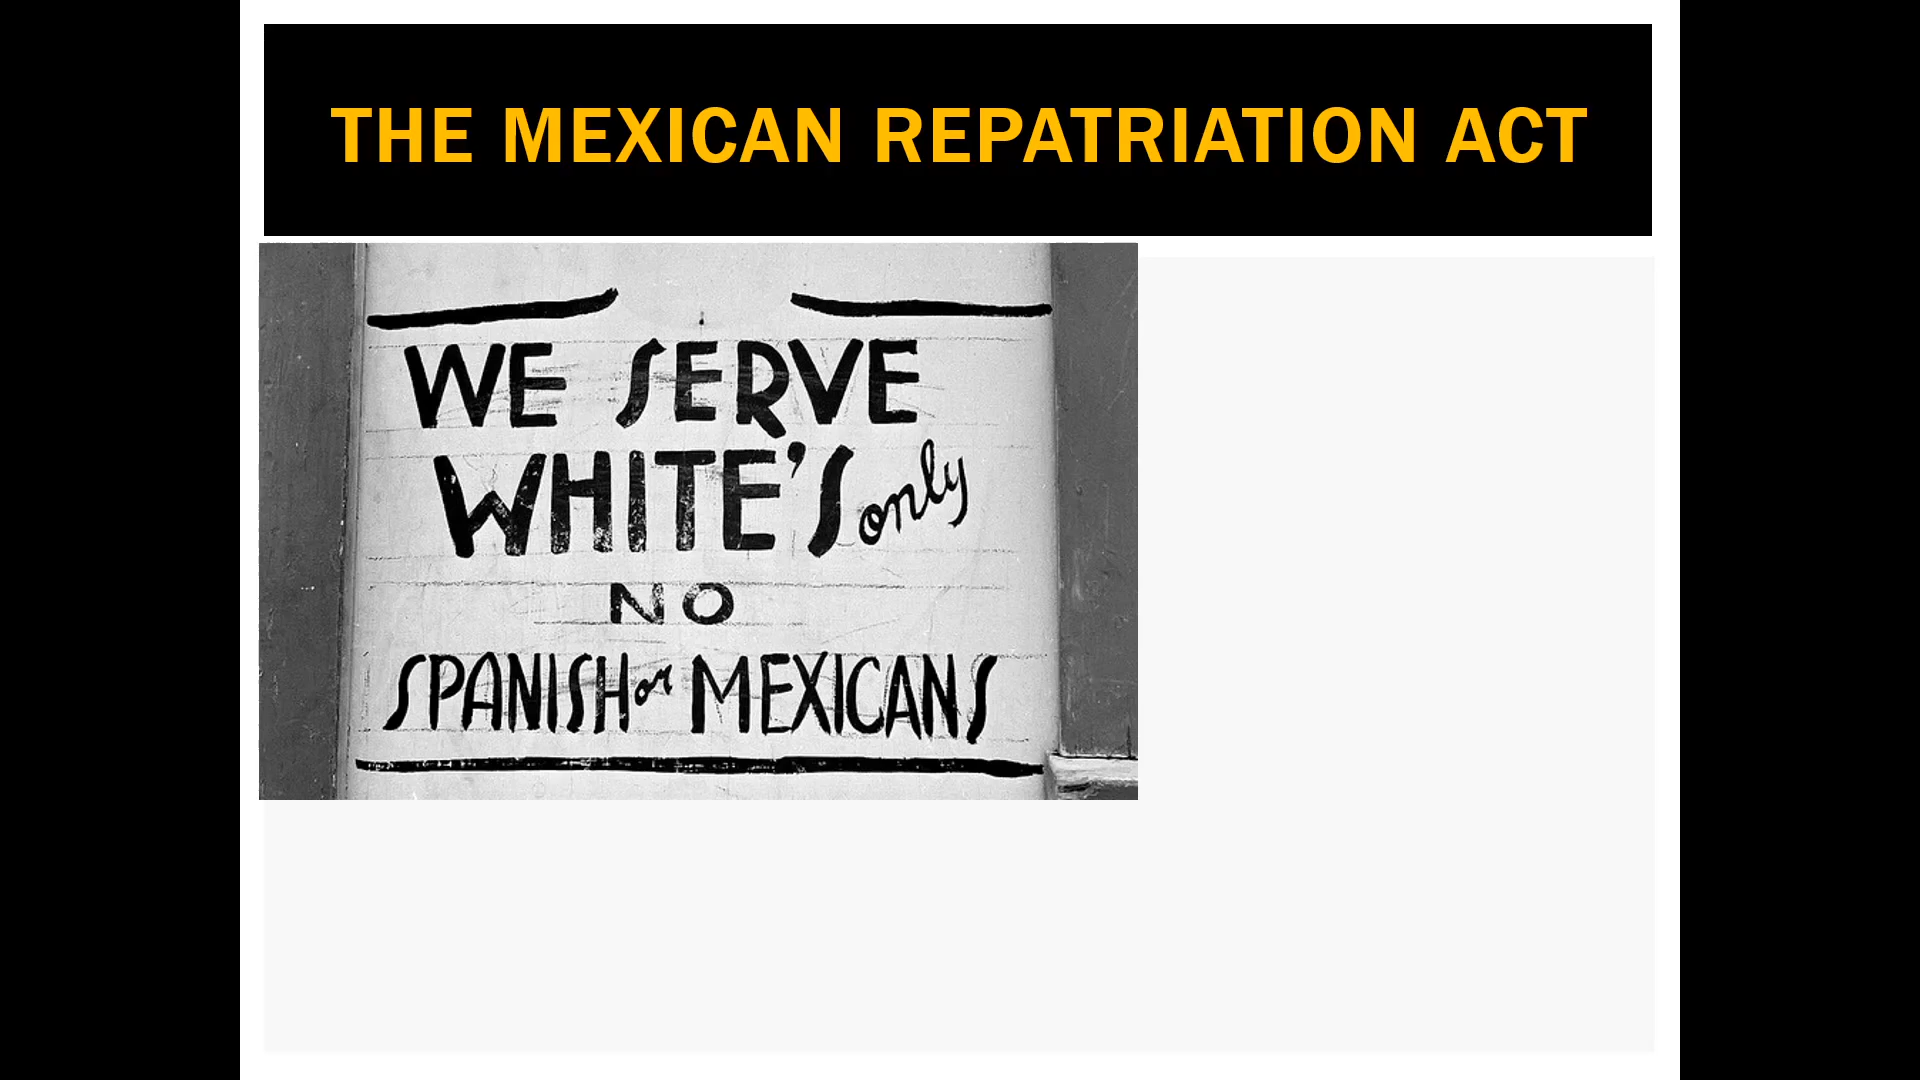 THE MEXICAN REPATRIATION ACT
WE SERVE
WHITE'S only
NO
SPANISH or MEXICANS